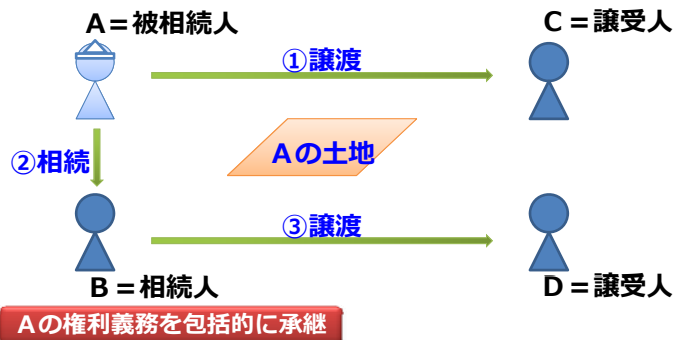 A＝被相続人
C＝譲受人
①譲渡
Aの土地
②相続
③譲渡
B＝相続人
D＝譲受人
Aの権利義務を包括的に承継